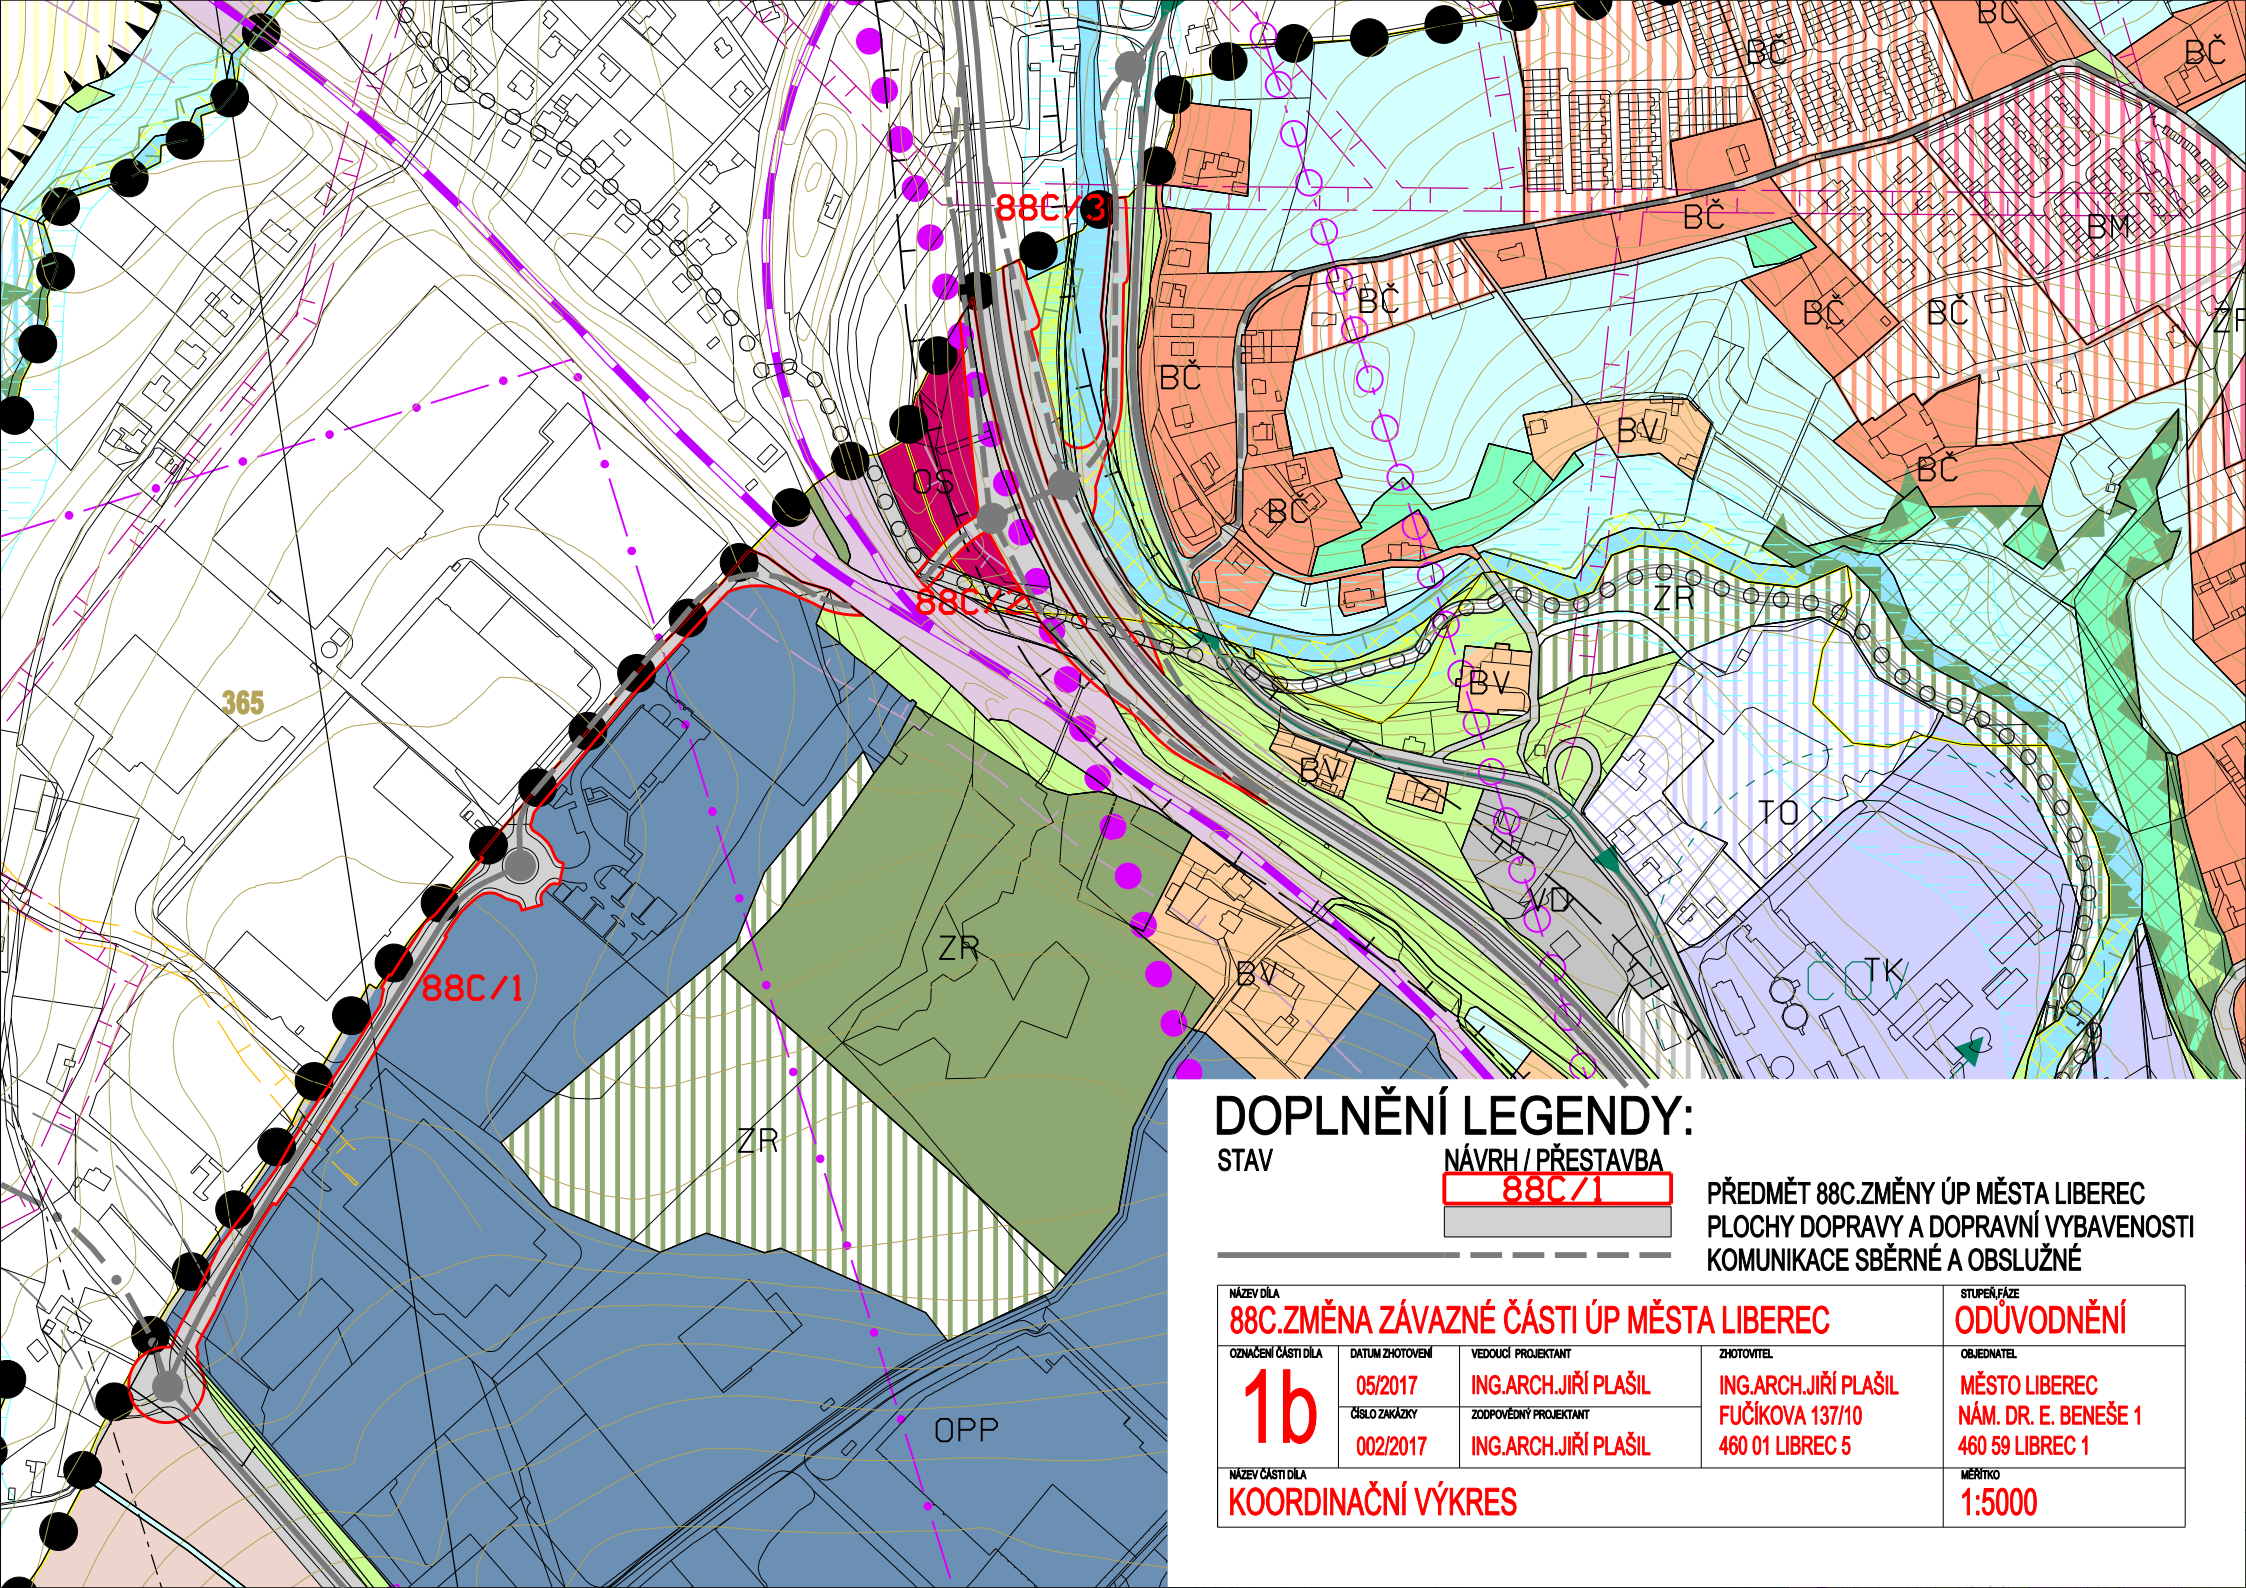 BČ
BČ
BČ
88C/3
BČ
BM
BČ
BČ
BČ
ZR
BČ
BV
BČ
OS
BČ
88C/2
ZR
BV
365
BV
TO
VD
ZR
BV
TK
ČOV
88C/1
ZR
OPP
DOPLNĚNÍ LEGENDY:
STAV
NÁVRH / PŘESTAVBA
88C/1
PŘEDMĚT 88C.ZMĚNY ÚP MĚSTA LIBEREC
PLOCHY DOPRAVY A DOPRAVNÍ VYBAVENOSTI
KOMUNIKACE SBĚRNÉ A OBSLUŽNÉ
NÁZEV DÍLA
88C.ZMĚNA ZÁVAZNÉ ČÁSTI ÚP MĚSTA LIBEREC
STUPEŇ,FÁZE
ODŮVODNĚNÍ
OZNAČENÍ ČÁSTI DÍLA
1b
DATUM ZHOTOVENÍ
05/2017
ČÍSLO ZAKÁZKY
002/2017
VEDOUCÍ PROJEKTANT
ING.ARCH.JIŘÍ PLAŠIL
ZODPOVĚDNÝ PROJEKTANT
ING.ARCH.JIŘÍ PLAŠIL
ZHOTOVITEL
ING.ARCH.JIŘÍ PLAŠIL
FUČÍKOVA 137/10
460 01 LIBREC 5
OBJEDNATEL
MĚSTO LIBEREC
NÁM. DR. E. BENEŠE 1
460 59 LIBREC 1
NÁZEV ČÁSTI DÍLA
KOORDINAČNÍ VÝKRES
MĚŘÍTKO
1:5000